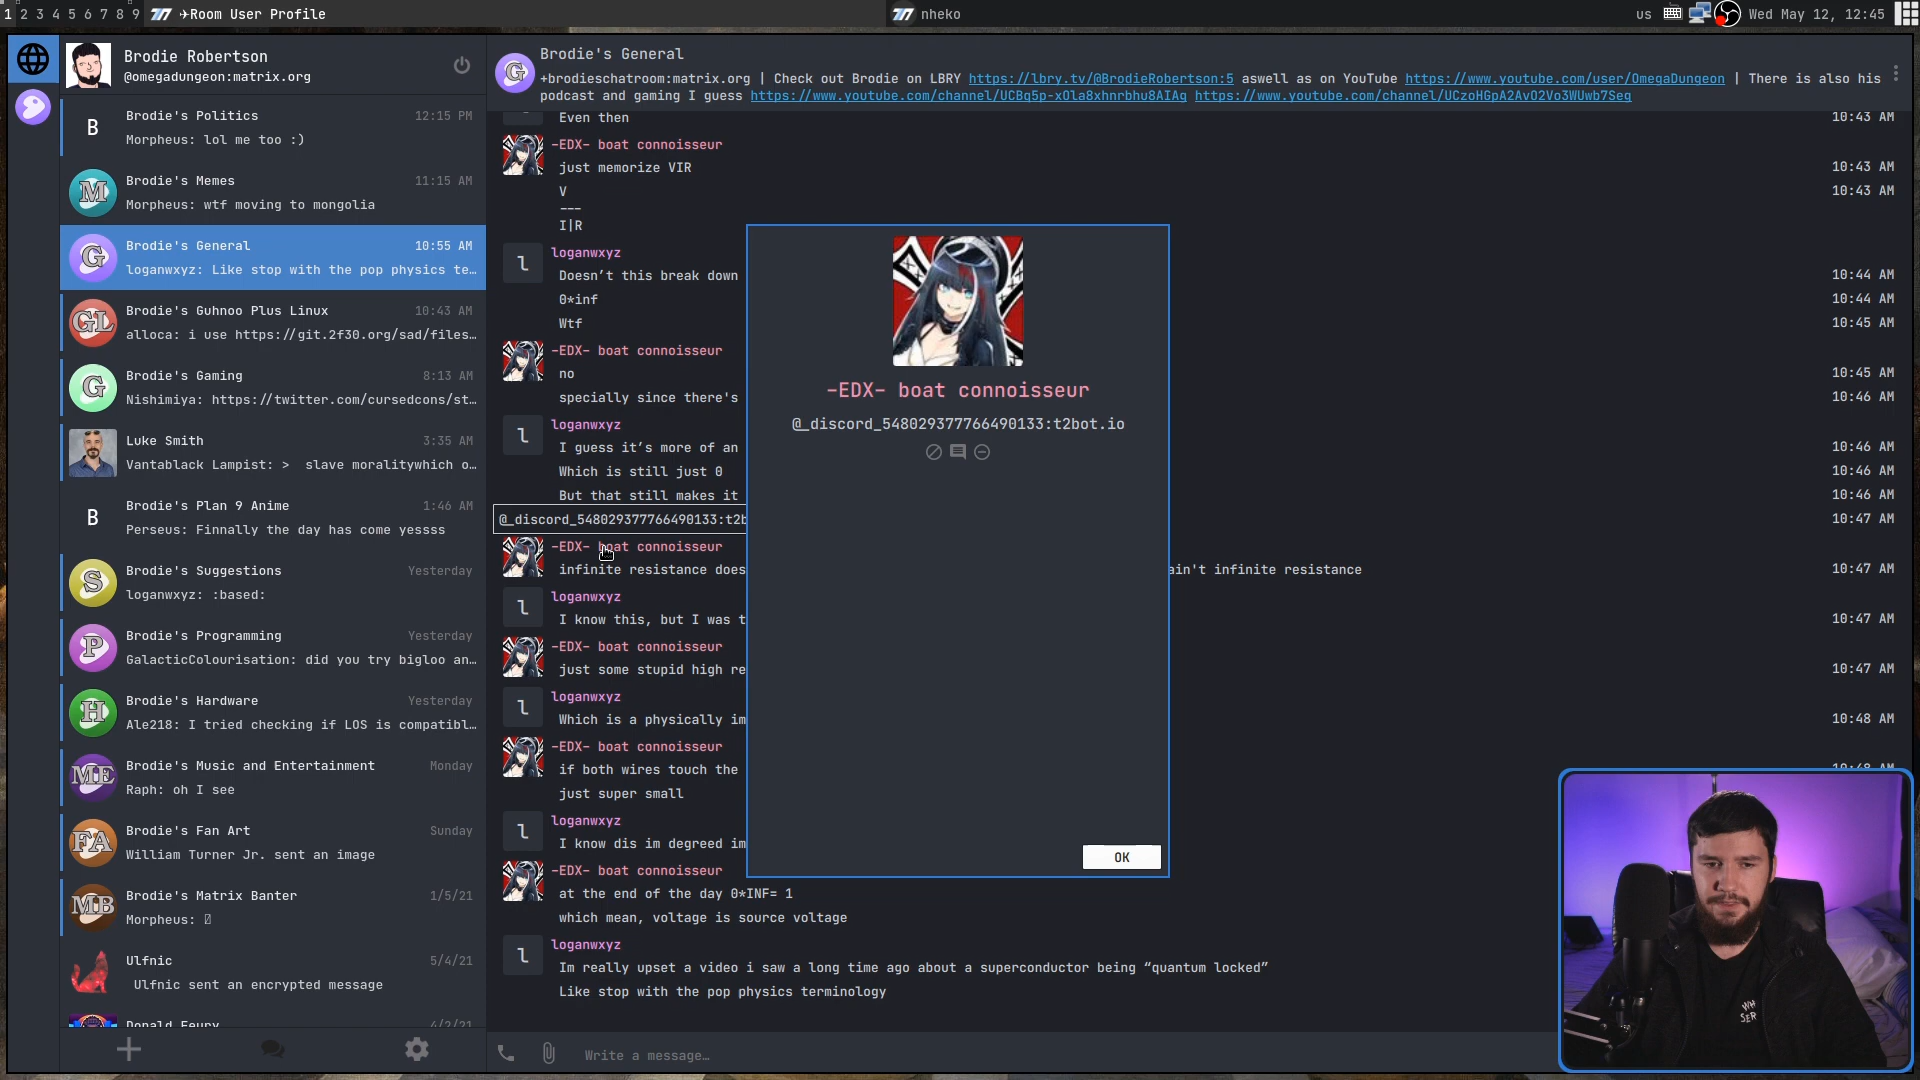 1 2 3 4 5 6 7 8 9 ✈Room User Profile
nheko
us
Wed May 12, 12:45
Brodie Robertson
@omegadungeon:matrix.org
Brodie's Politics 12:15 PM
Morpheus: lol me too :)
Brodie's Memes 11:15 AM
Morpheus: wtf moving to mongolia
Brodie's General 10:55 AM
loganwxyz: Like stop with the pop physics te…
Brodie's Guhnoo Plus Linux 10:43 AM
alloca: i use https://git.2f30.org/sad/files…
Brodie's Gaming 8:13 AM
Nishimiya: https://twitter.com/cursedcons/st…
Luke Smith 3:35 AM
Vantablack Lampist: >  slave moralitywhich o…
Brodie's Plan 9 Anime 1:46 AM
Perseus: Finnally the day has come yessss
Brodie's Suggestions Yesterday
loganwxyz: :based:
Brodie's Programming Yesterday
GalacticColourisation: did you try bigloo an…
Brodie's Hardware Yesterday
Ale218: I tried checking if LOS is compatibl…
Brodie's Music and Entertainment Monday
Raph: oh I see
Brodie's Fan Art Sunday
William Turner Jr. sent an image
Brodie's Matrix Banter 1/5/21
Morpheus:
Ulfnic 5/4/21
Ulfnic sent an encrypted message
Donald Feury 4/2/21
B
M
G
GL
G
B
S
P
H
ME
FA
MB
G
Brodie's General
+brodieschatroom:matrix.org | Check out Brodie on LBRY https://lbry.tv/@BrodieRobertson:5 aswell as on YouTube https://www.youtube.com/user/OmegaDungeon | There is also his
podcast and gaming I guess https://www.youtube.com/channel/UCBq5p-xOla8xhnrbhu8AIAg https://www.youtube.com/channel/UCzoHGpA2AvO2Vo3WUwb7Seg
Even then 10:43 AM
-EDX- boat connoisseur
just memorize VIR 10:43 AM
V 10:43 AM
---
I|R
l
loganwxyz
Doesn’t this break down 10:44 AM
0*inf 10:44 AM
Wtf 10:45 AM
-EDX- boat connoisseur
no 10:45 AM
specially since there's 10:46 AM
l
loganwxyz
I guess it’s more of an 10:46 AM
Which is still just 0 10:46 AM
But that still makes it 10:46 AM
@_discord_548029377766490133:t2b 10:47 AM
-EDX- boat connoisseur
infinite resistance does ain't infinite resistance 10:47 AM
l
loganwxyz
I know this, but I was t 10:47 AM
-EDX- boat connoisseur
just some stupid high re 10:47 AM
l
loganwxyz
Which is a physically im 10:48 AM
-EDX- boat connoisseur
if both wires touch the 10:48 AM
just super small
l
loganwxyz
I know dis im degreed im
-EDX- boat connoisseur
at the end of the day 0*INF= 1
which mean, voltage is source voltage
l
loganwxyz
Im really upset a video i saw a long time ago about a superconductor being “quantum locked”
Like stop with the pop physics terminology
Write a message…
-EDX- boat connoisseur
@_discord_548029377766490133:t2bot.io
OK
WH
SER